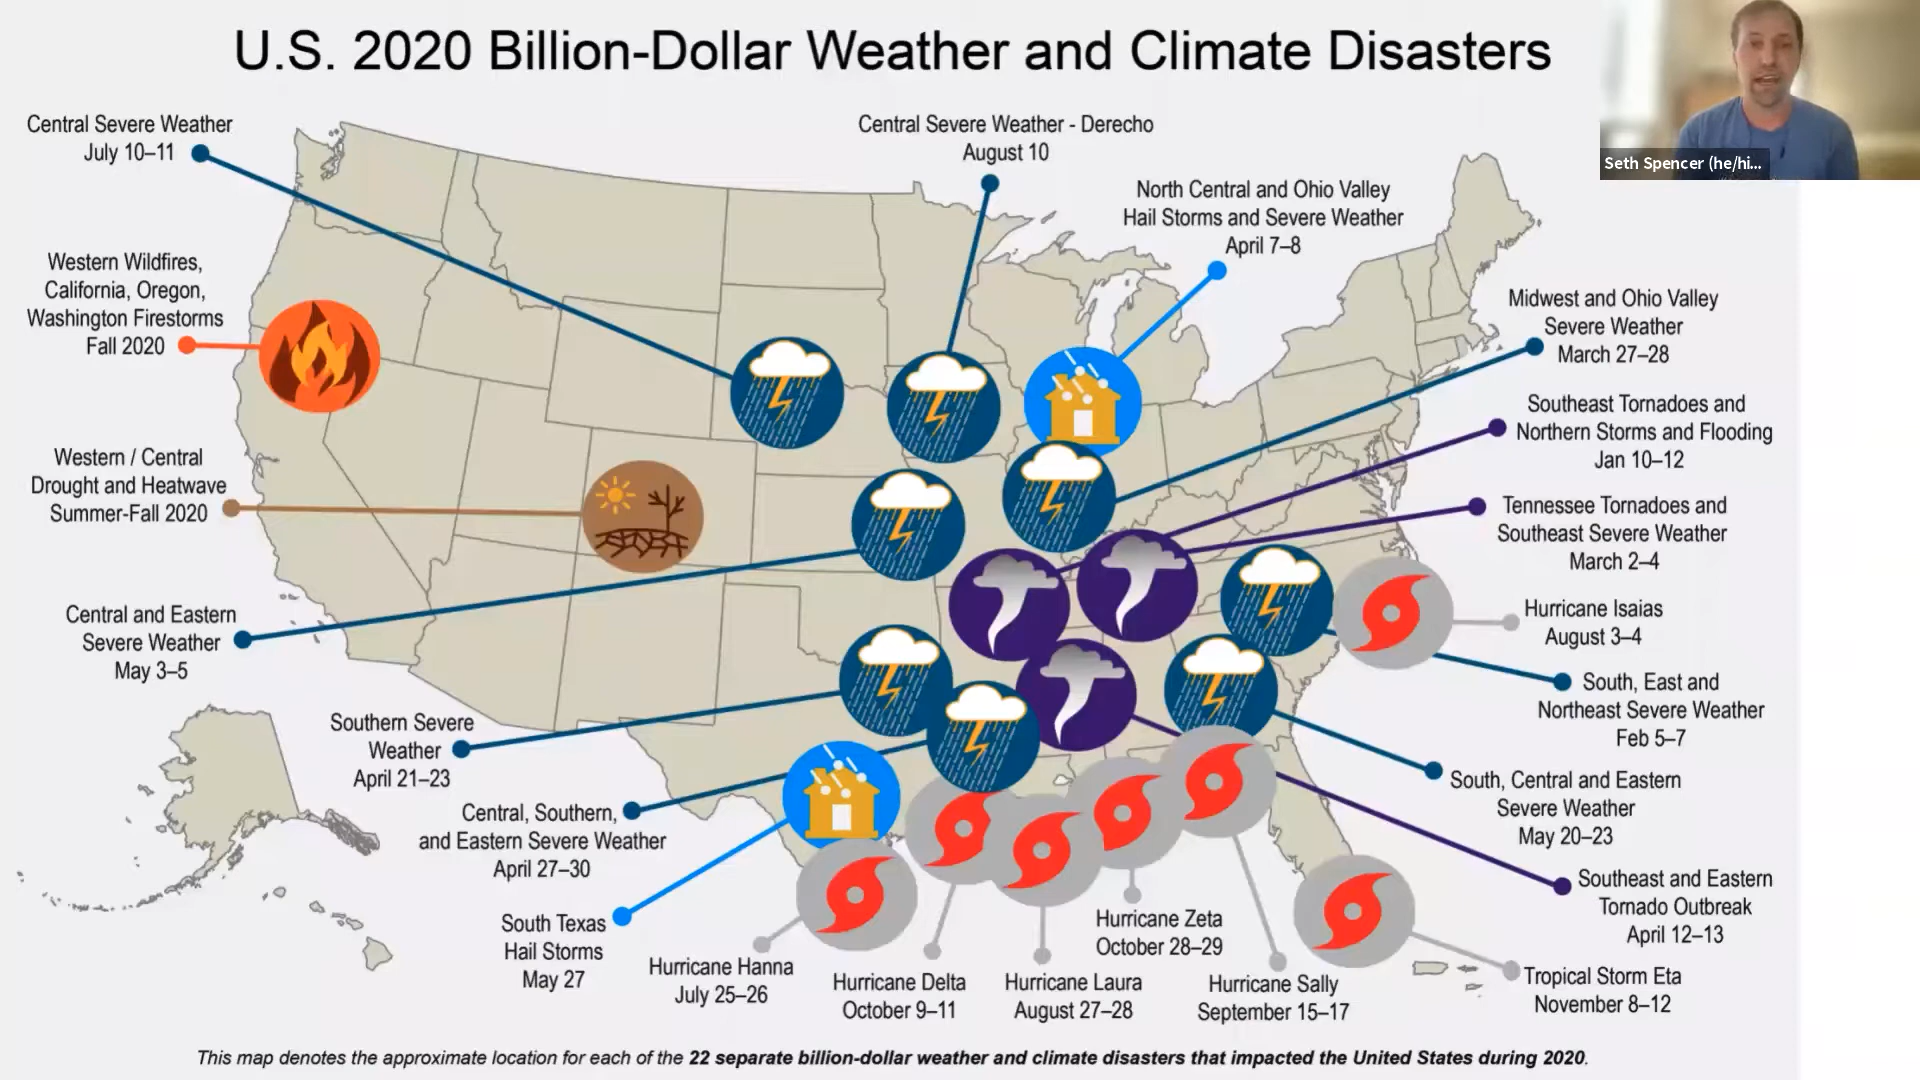 U.S. 2020 Billion-Dollar Weather and Climate Disasters
Seth Spencer (he/hi...
Central Severe Weather
July 10–11
Central Severe Weather - Derecho
August 10
North Central and Ohio Valley
Hail Storms and Severe Weather
April 7–8
Western Wildfires,
California, Oregon,
Washington Firestorms
Fall 2020
Midwest and Ohio Valley
Severe Weather
March 27–28
Southeast Tornadoes and
Northern Storms and Flooding
Jan 10–12
Western / Central
Drought and Heatwave
Summer-Fall 2020
Tennessee Tornadoes and
Southeast Severe Weather
March 2–4
Central and Eastern
Severe Weather
May 3–5
Hurricane Isaias
August 3–4
South, East and
Northeast Severe Weather
Feb 5–7
Southern Severe
Weather
April 21–23
South, Central and Eastern
Severe Weather
May 20–23
Central, Southern,
and Eastern Severe Weather
April 27–30
Southeast and Eastern
Tornado Outbreak
April 12–13
South Texas
Hail Storms
May 27
Hurricane Hanna
July 25–26
Hurricane Delta
October 9–11
Hurricane Laura
August 27–28
Hurricane Zeta
October 28–29
Hurricane Sally
September 15–17
Tropical Storm Eta
November 8–12
This map denotes the approximate location for each of the 22 separate billion-dollar weather and climate disasters that impacted the United States during 2020.